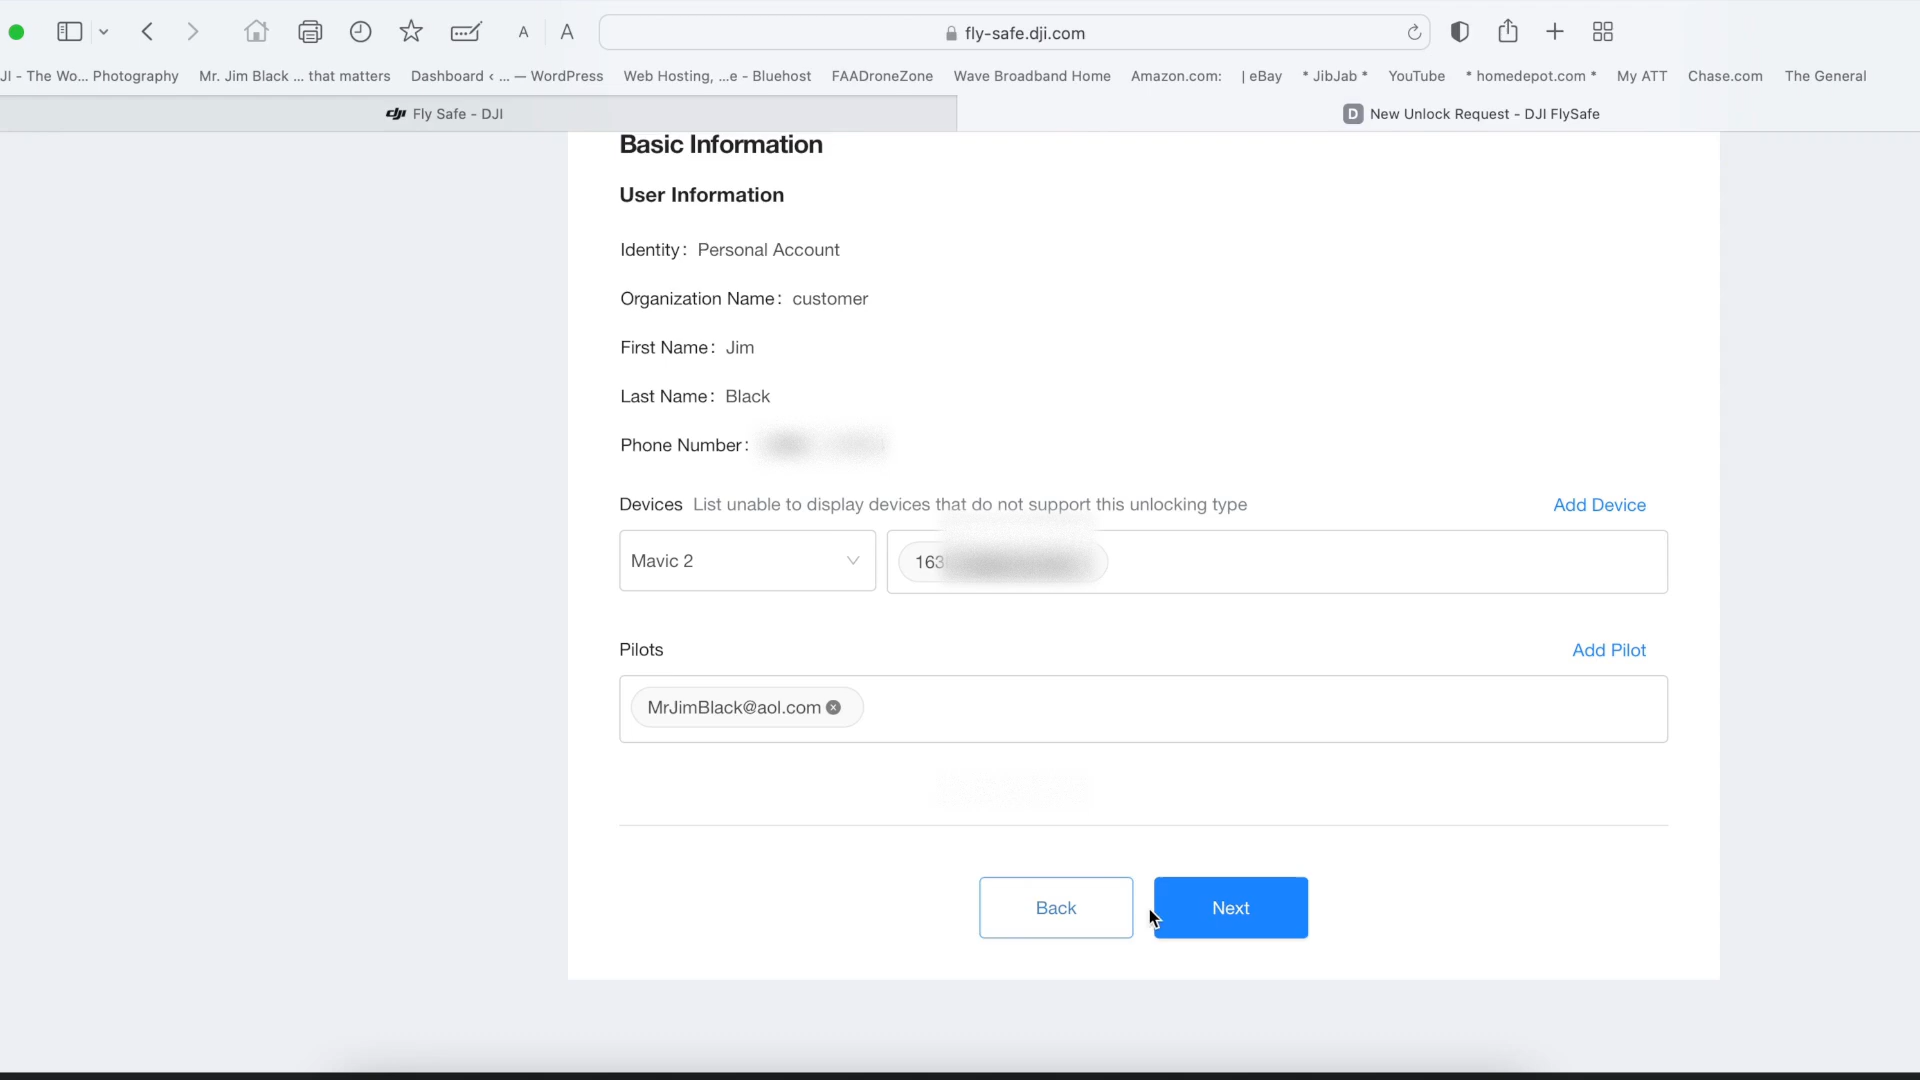 A A fly-safe.dji.com
JI - The Wo... Photography Mr. Jim Black ... that matters Dashboard ‹ ... — WordPress Web Hosting, ...e - Bluehost FAADroneZone Wave Broadband Home Amazon.com: | eBay * JibJab * YouTube * homedepot.com * My ATT Chase.com The General
dji Fly Safe - DJI D New Unlock Request - DJI FlySafe
Basic Information
User Information
Identity: Personal Account
Organization Name: customer
First Name: Jim
Last Name: Black
Phone Number:
Devices List unable to display devices that do not support this unlocking type Add Device
Mavic 2 163
Pilots Add Pilot
MrJimBlack@aol.com
Back Next